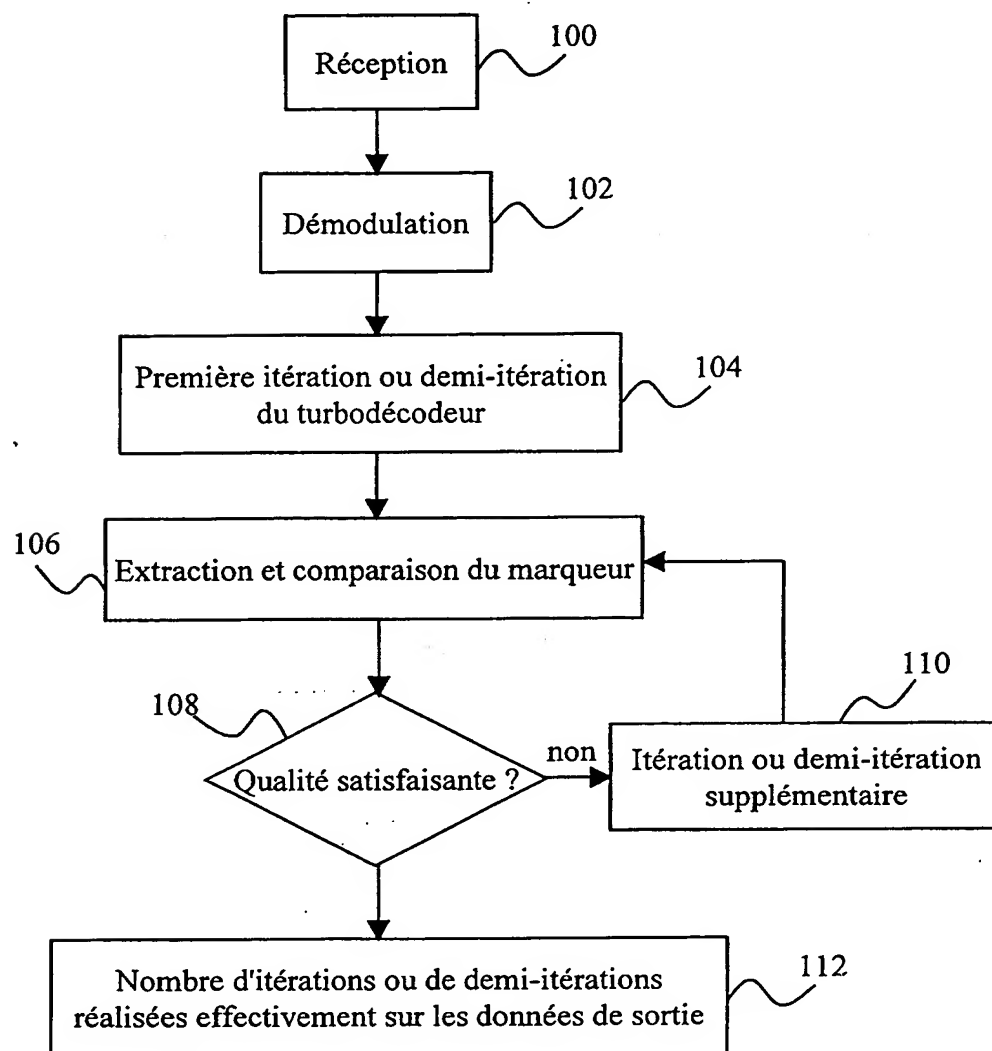 Réception
100
Démodulation
102
Première itération ou demi-itération
du turbodécodeur
104
106
Extraction et comparaison du marqueur
108
Qualité satisfaisante ?
non
110
Itération ou demi-itération
supplémentaire
Nombre d'itérations ou de demi-itérations
réalisées effectivement sur les données de sortie
112